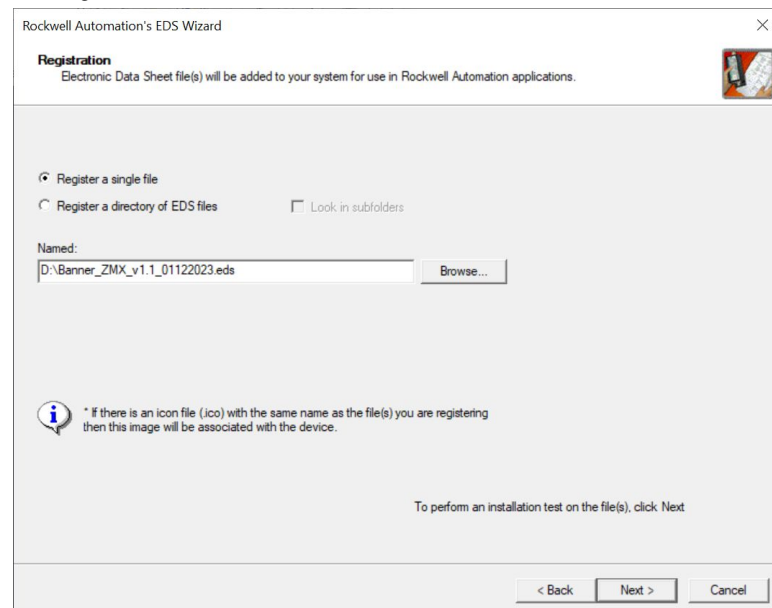 Rockwell Automation's EDS Wizard
Registration
Electronic Data Sheet file(s) will be added to your system for use in Rockwell Automation applications.
Register a single file
Register a directory of EDS files
Look in subfolders
Named:
D:\Banner_ZMX_v1.1_01122023.eds
Browse...
* If there is an icon file (.ico) with the same name as the file(s) you are registering
then this image will be associated with the device.
To perform an installation test on the file(s), click Next
< Back
Next >
Cancel